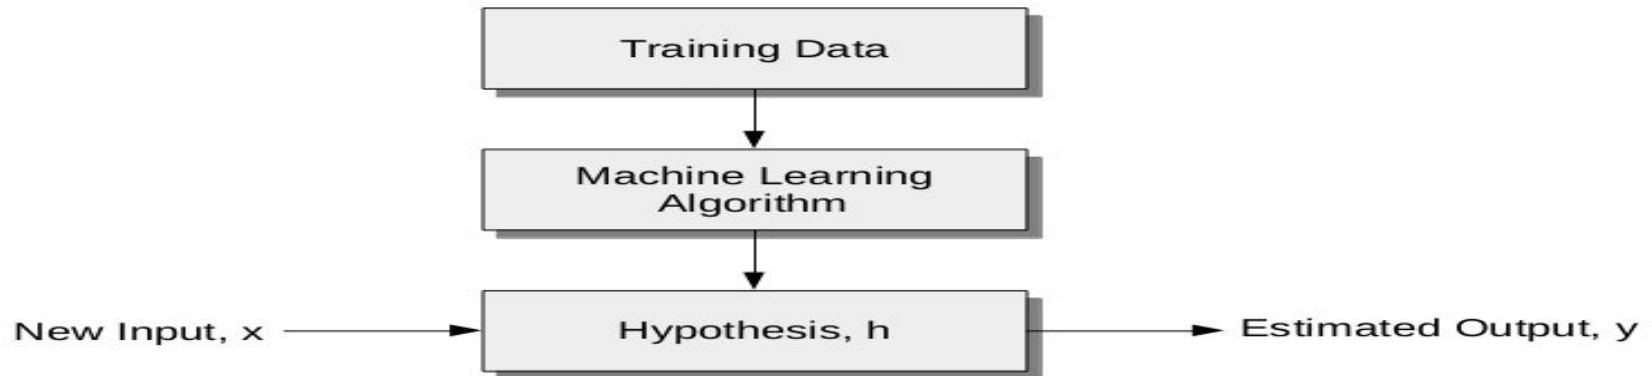 Training Data
Machine Learning
Algorithm
New Input, x
Hypothesis, h
Estimated Output, y